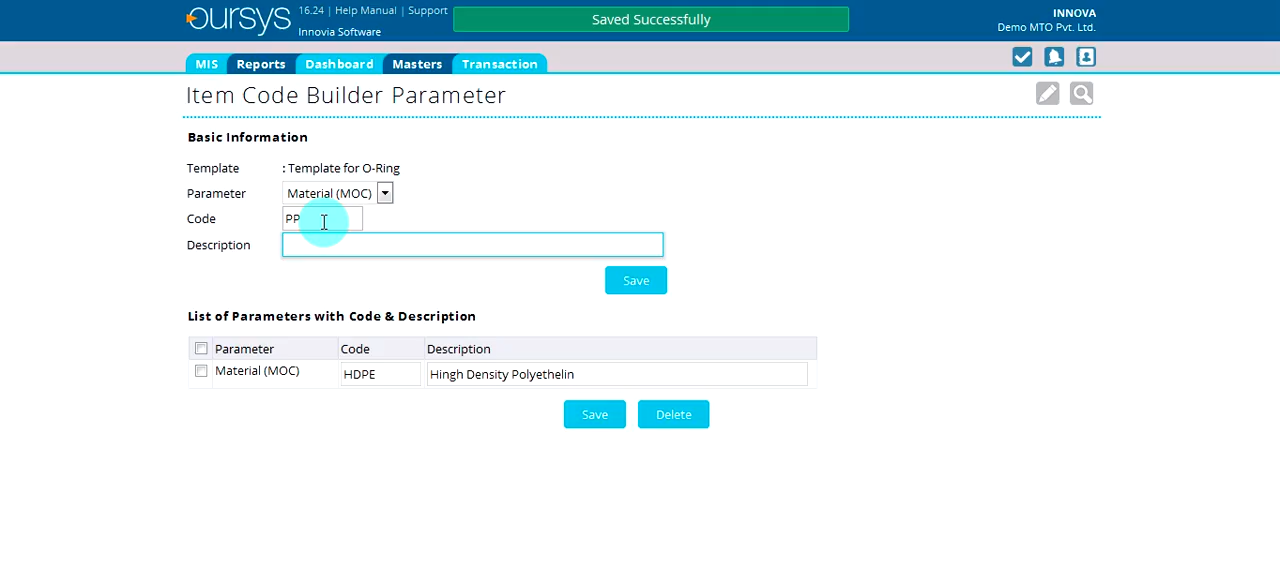 oursys
16.24 | Help Manual | Support
Innovia Software
Saved Successfully
INNOVA
Demo MTO Pvt. Ltd.
MIS Reports Dashboard Masters Transaction
Item Code Builder Parameter
Basic Information
Template : Template for O-Ring
Parameter Material (MOC)
Code PP
Description
Save
List of Parameters with Code & Description
Parameter Code Description
Material (MOC) HDPE Hingh Density Polyethelin
Save Delete